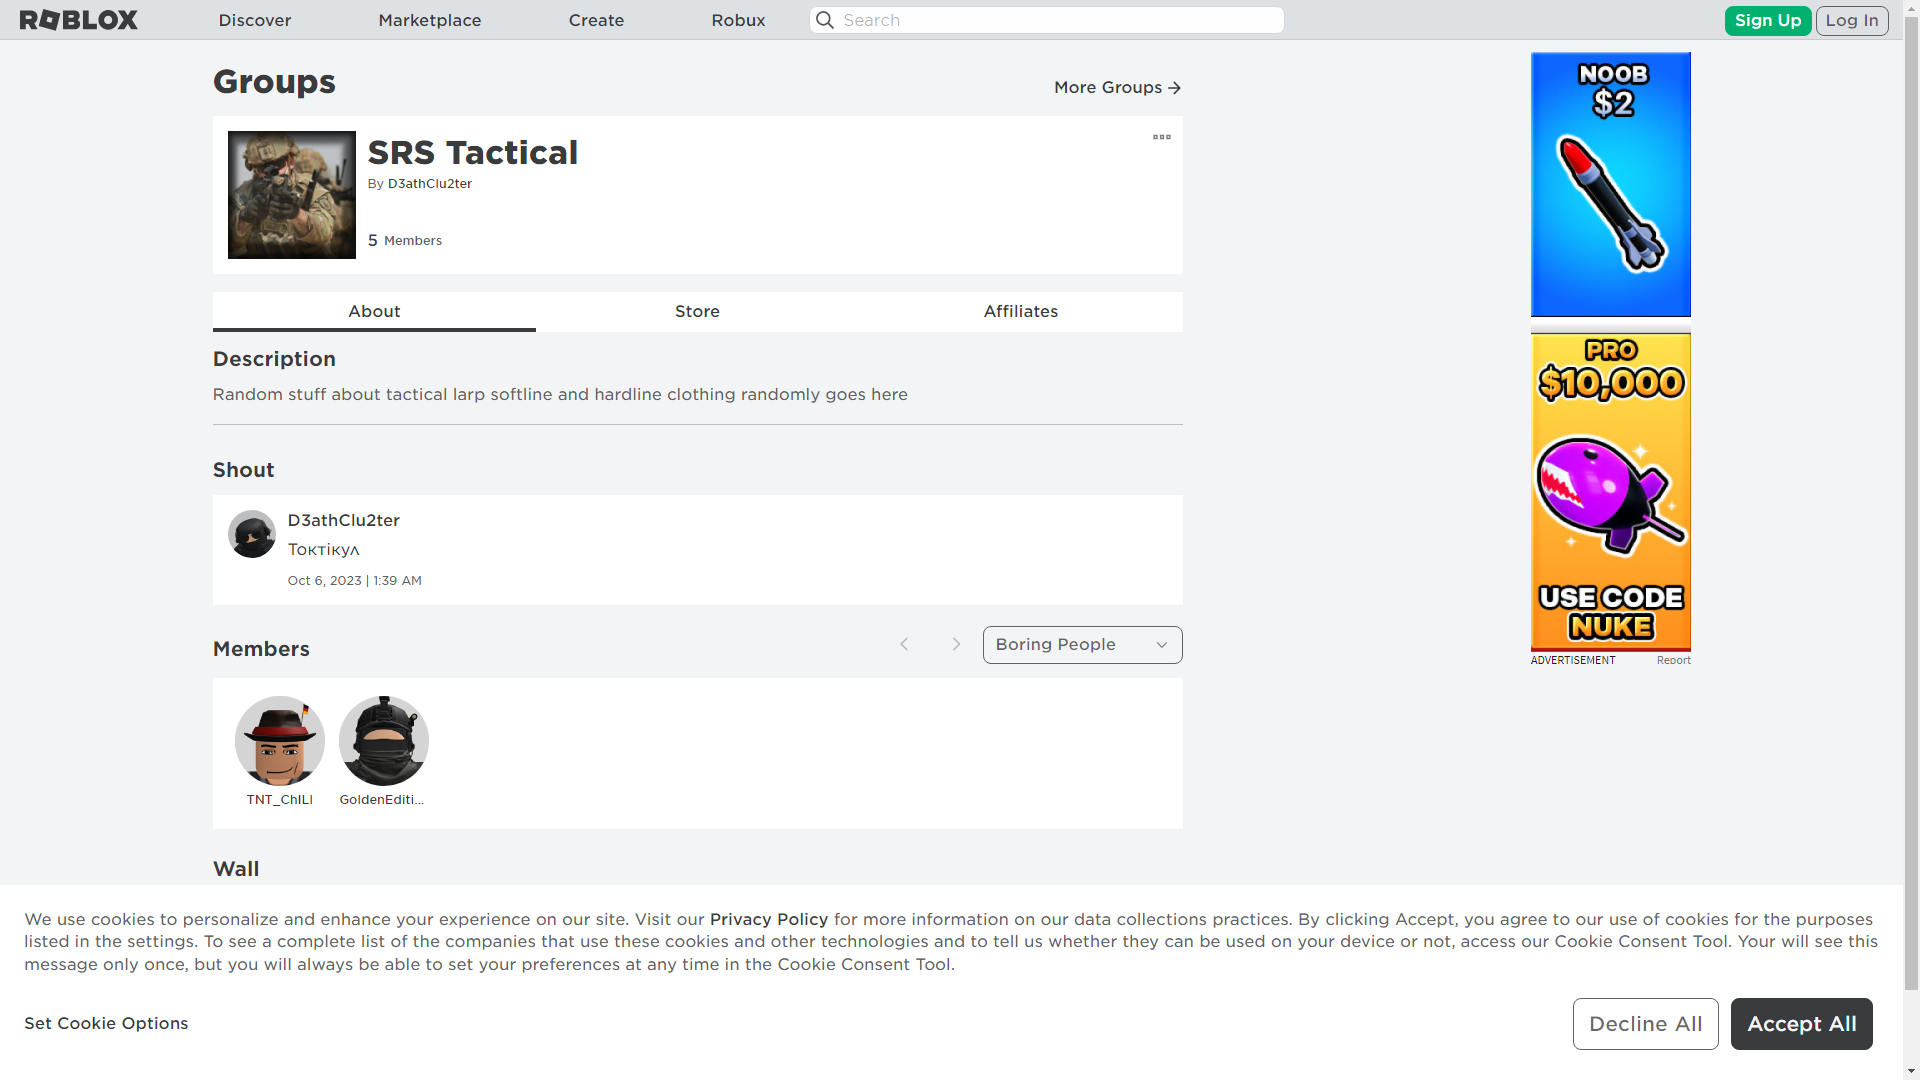 ROBLOX
Discover
Marketplace
Create
Robux
Search
Sign Up
Log In
Groups
More Groups
SRS Tactical
By D3athClu2ter
5 Members
About
Store
Affiliates
Description
Random stuff about tactical larp softline and hardline clothing randomly goes here
Shout
D3athClu2ter
Токтікул
Oct 6, 2023 | 1:39 AM
Members
Boring People
TNT_ChILI
GoldenEditi...
Wall
NOOB
$2
PRO
$10,000
USE CODE
NUKE
ADVERTISEMENT
Report
We use cookies to personalize and enhance your experience on our site. Visit our Privacy Policy for more information on our data collections practices. By clicking Accept, you agree to our use of cookies for the purposes
listed in the settings. To see a complete list of the companies that use these cookies and other technologies and to tell us whether they can be used on your device or not, access our Cookie Consent Tool. Your will see this
message only once, but you will always be able to set your preferences at any time in the Cookie Consent Tool.
Set Cookie Options
Decline All
Accept All